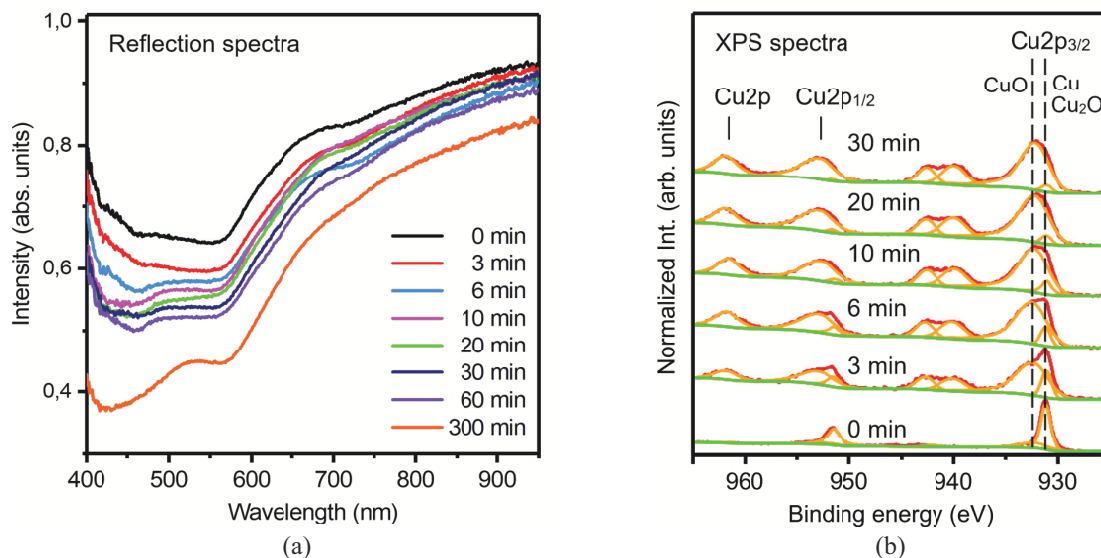 1,0
0,8
0,6
0,4
Intensity (abs. units)
Reflection spectra
0 min
3 min
6 min
10 min
20 min
30 min
60 min
300 min
400 500 600 700 800 900
Wavelength (nm)
(a)
XPS spectra
Cu2p3/2
CuO
Cu
Cu2O
Cu2p
Cu2p1/2
30 min
20 min
10 min
6 min
3 min
0 min
Normalized Int. (arb. units)
960 950 940 930
Binding energy (eV)
(b)